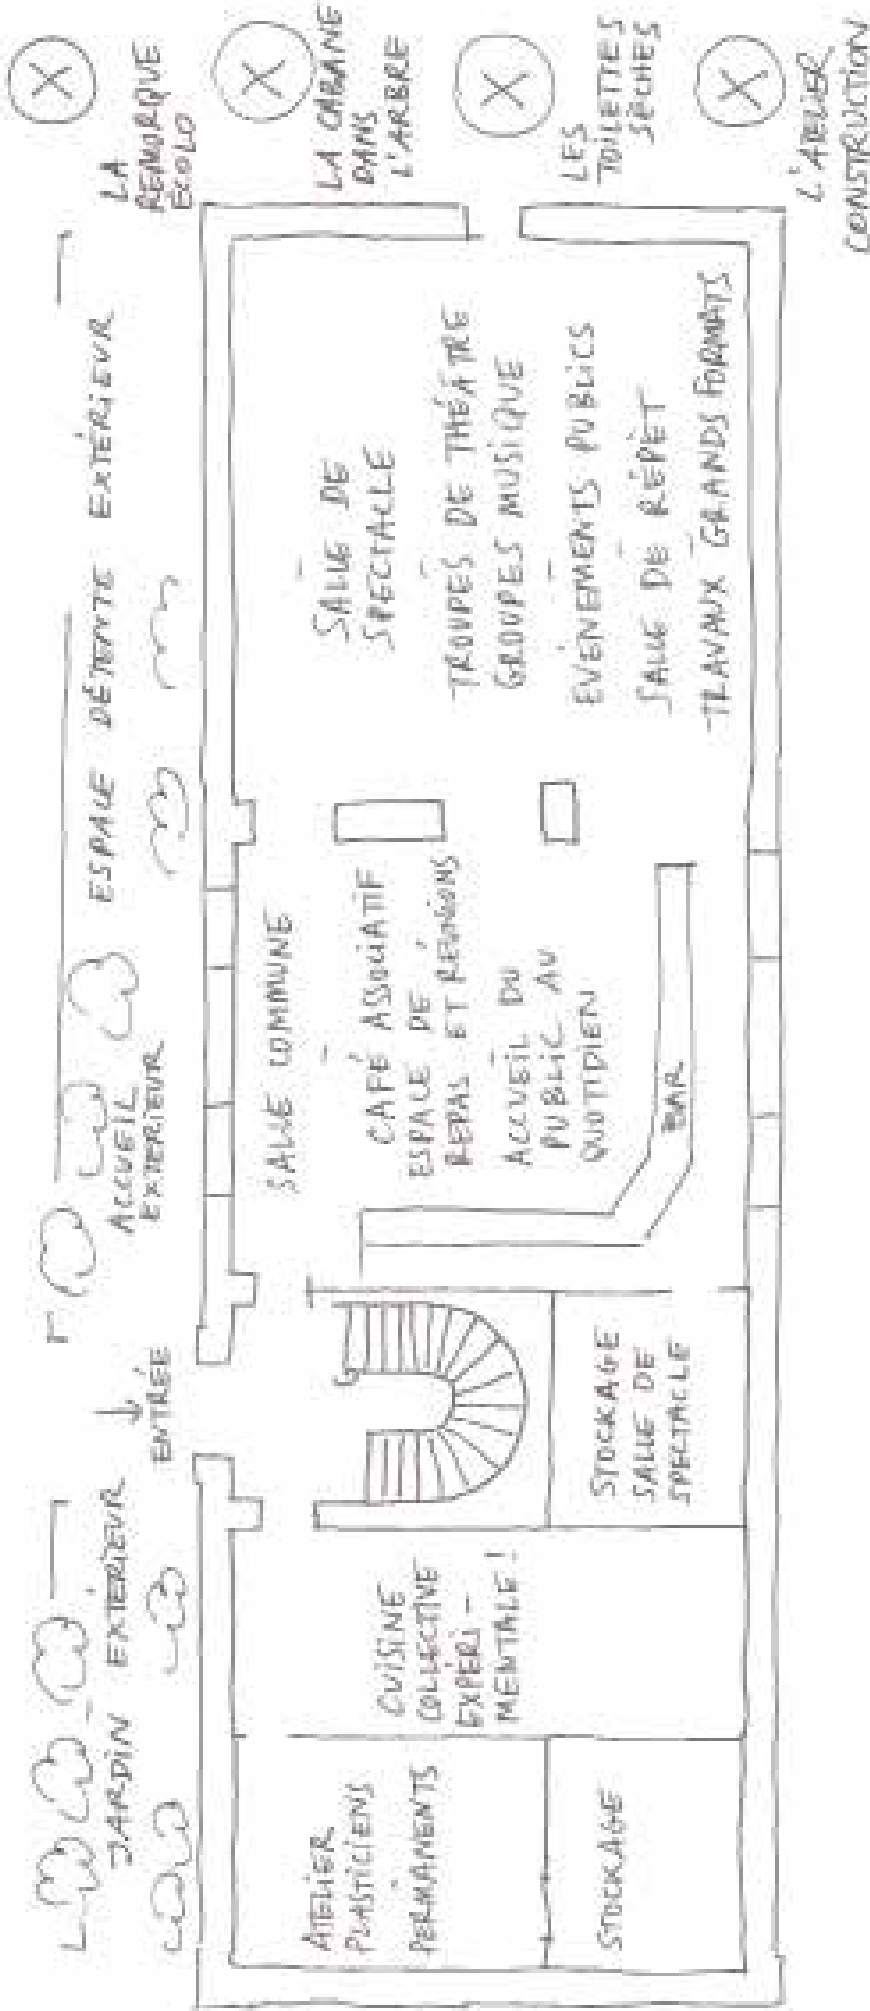 JARDIN EXTÉRIEUR
ENTRÉE
ACCUEIL
EXTERIEUR
ESPACE DÉTENTE EXTÉRIEUR
LA
REMORQUE
ÉCOLO
LA CABANE
DANS
L'ARBRE
LES
TOILETTES
SÈCHES
L'ATELIER
CONSTRUCTION
X
X
X
X
ATELIER
PLASTICIENS
PERMANENTS
STOCKAGE
CUISINE
COLLECTIVE
EXPÉRI-
MENTALE!
STOCKAGE
SALLE DE
SPECTACLE
SALLE COMMUNE
-
CAFÉ ASSOCIATIF
ESPACE DE
REPAS ET RÉUNIONS
-
ACCUEIL DU
PUBLIC AU
QUOTIDIEN
BAR
SALLE DE
SPECTACLE
-
TROUPES DE THÉÂTRE
GROUPES MUSIQUE
-
EVÉNEMENTS PUBLICS
-
SALLE DE RÉPÈT
-
TRAVAUX GRANDS FORMATS